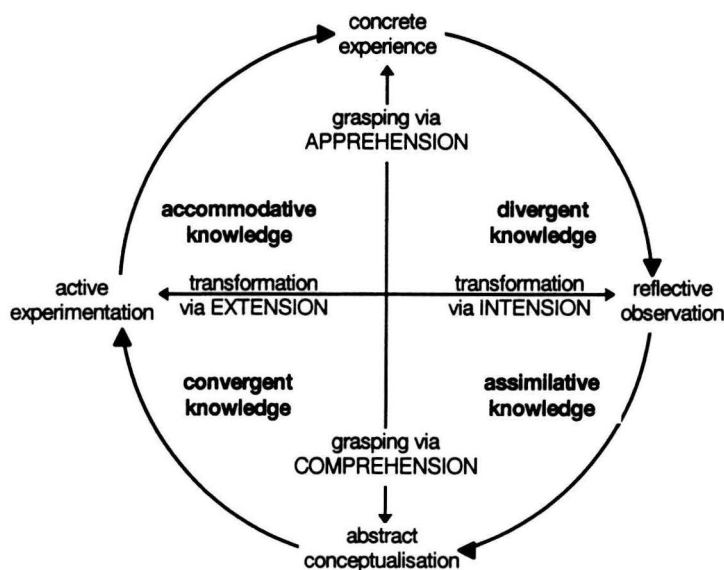 concrete
experience
grasping via
APPREHENSION
accommodative
knowledge
divergent
knowledge
active
experimentation
transformation
via EXTENSION
transformation
via INTENSION
reflective
observation
convergent
knowledge
assimilative
knowledge
grasping via
COMPREHENSION
abstract
conceptualisation